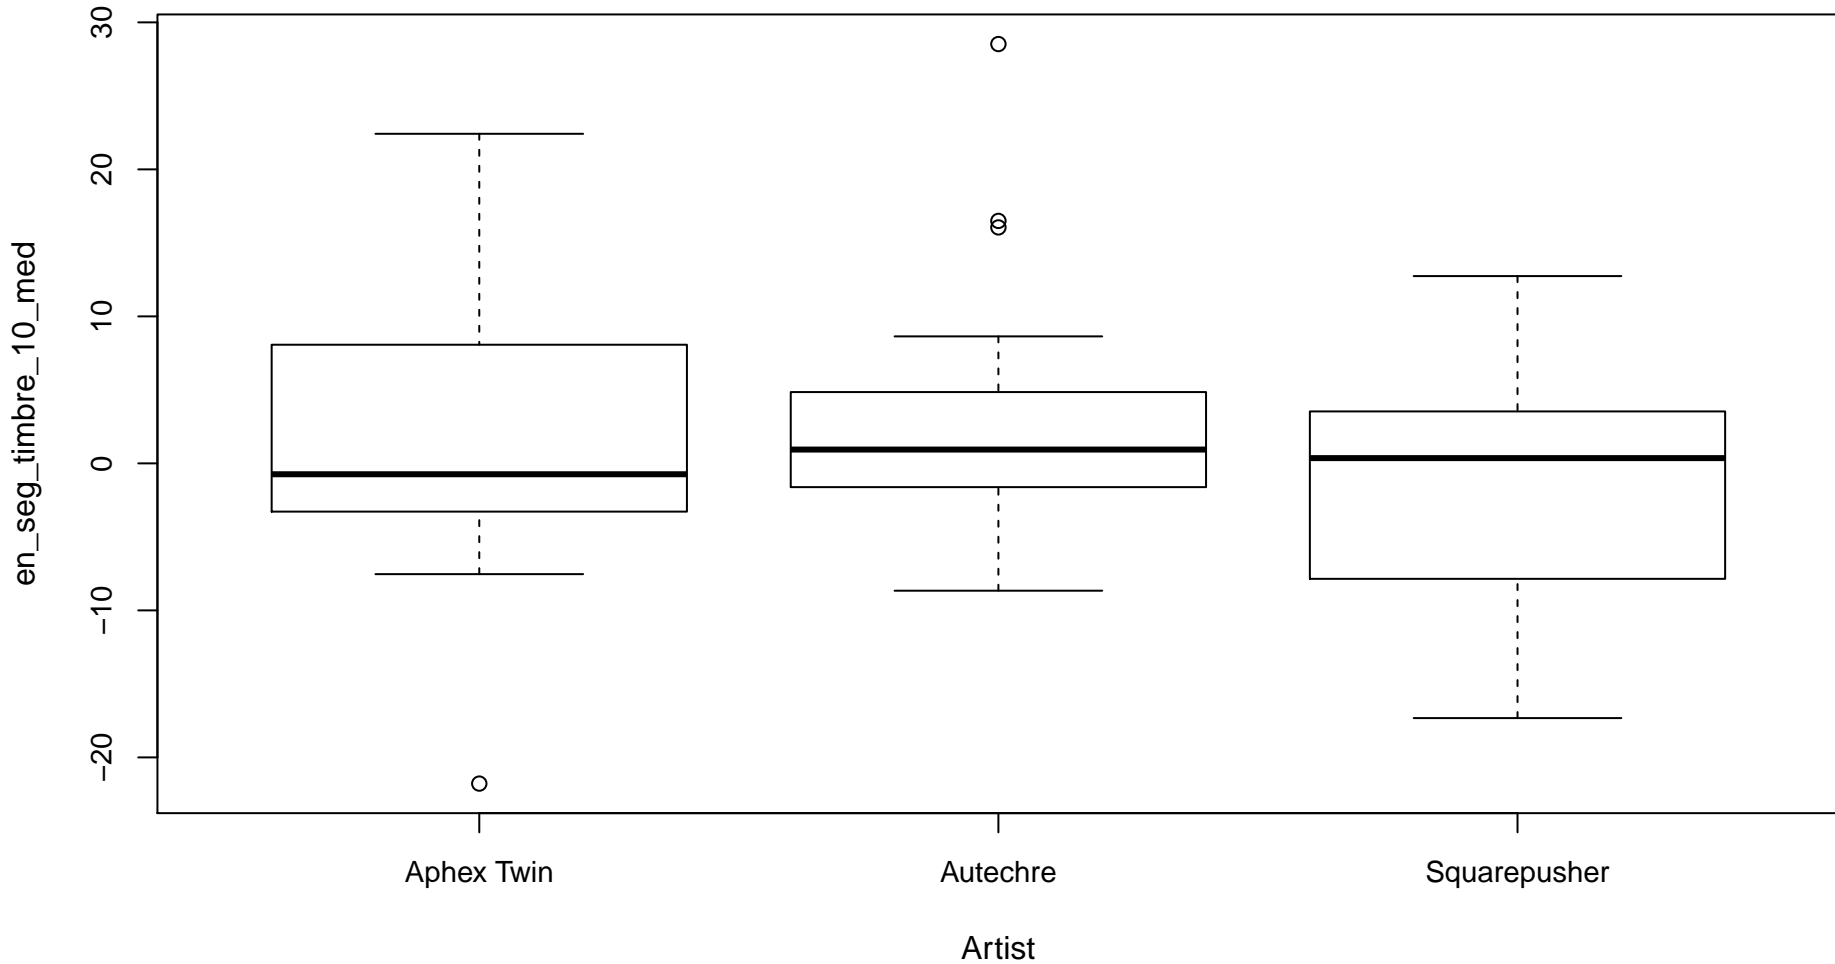 30
20
10
0
−10
−20
en_seg_timbre_10_med
Aphex Twin
Autechre
Squarepusher
Artist